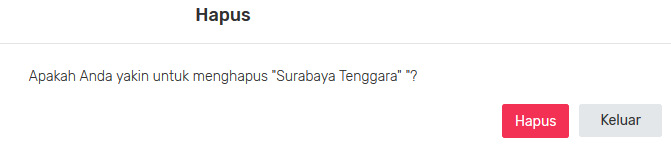 Hapus
Apakah Anda yakin untuk menghapus "Surabaya Tenggara" "?
Hapus
Keluar